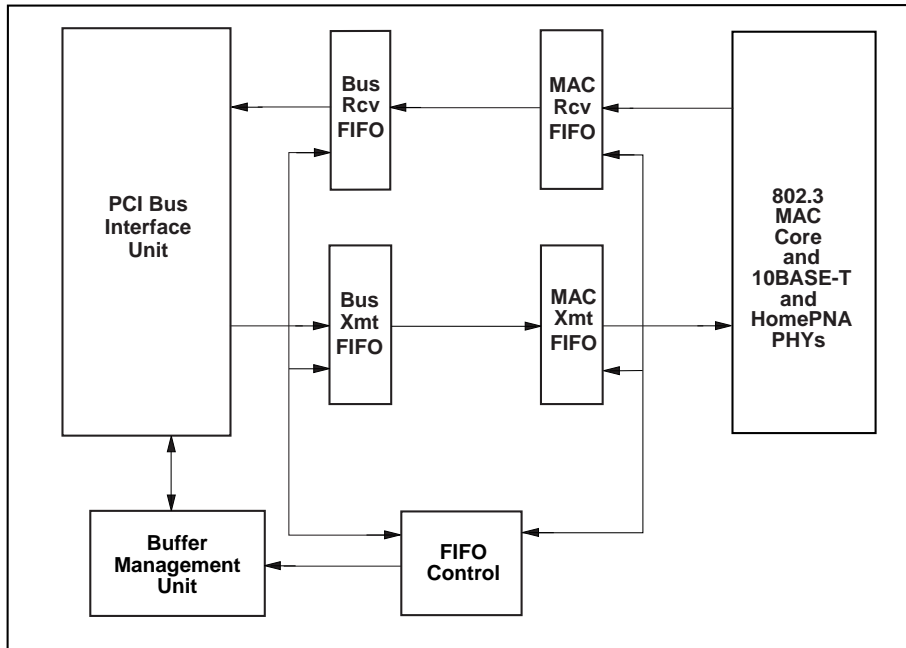 Bus
Rcv
FIFO
MAC
Rcv
FIFO
PCI Bus
Interface
Unit
802.3
MAC
Core
and
10BASE-T
and
HomePNA
PHYs
Bus
Xmt
FIFO
MAC
Xmt
FIFO
Buffer
Management
Unit
FIFO
Control